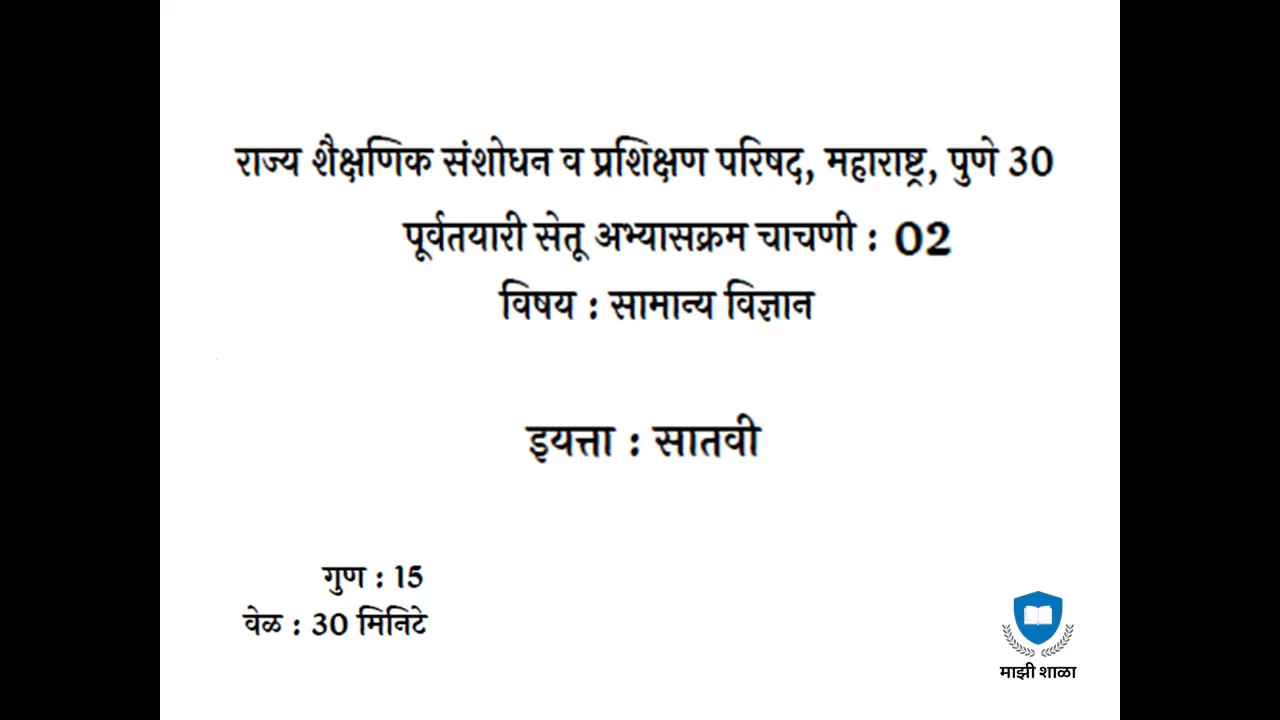 राज्य शैक्षणिक संशोधन व प्रशिक्षण परिषद, महाराष्ट्र, पुणे 30
पूर्वतयारी सेतू अभ्यासक्रम चाचणी : 02
विषय : सामान्य विज्ञान
इयत्ता : सातवी
गुण : 15
वेळ : 30 मिनिटे
माझी शाळा